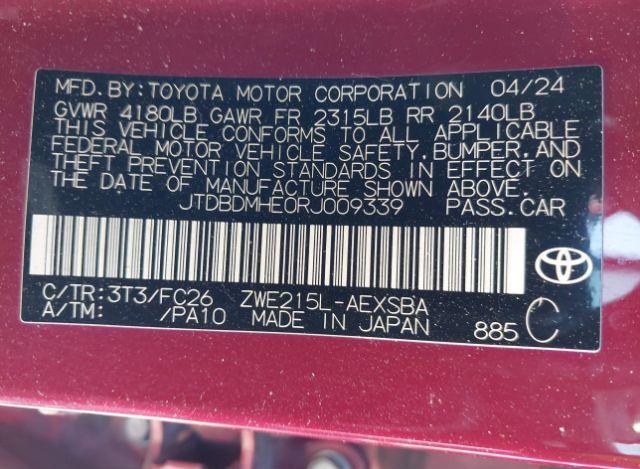 MFD. BY: TOYOTA MOTOR CORPORATION 04/24
GVWR 4180LB GAWR FR 2315LB RR 2140LB
THIS VEHICLE CONFORMS TO ALL APPLICABLE
FEDERAL MOTOR VEHICLE SAFETY, BUMPER, AND
THEFT PREVENTION STANDARDS IN EFFECT ON
THE DATE OF MANUFACTURE SHOWN ABOVE.
JTDBDMHE0RJ009339 PASS. CAR
C/TR: 3T3/FC26 ZWE215L-AEXSBA
A/TM: /PA10 MADE IN JAPAN 885 C